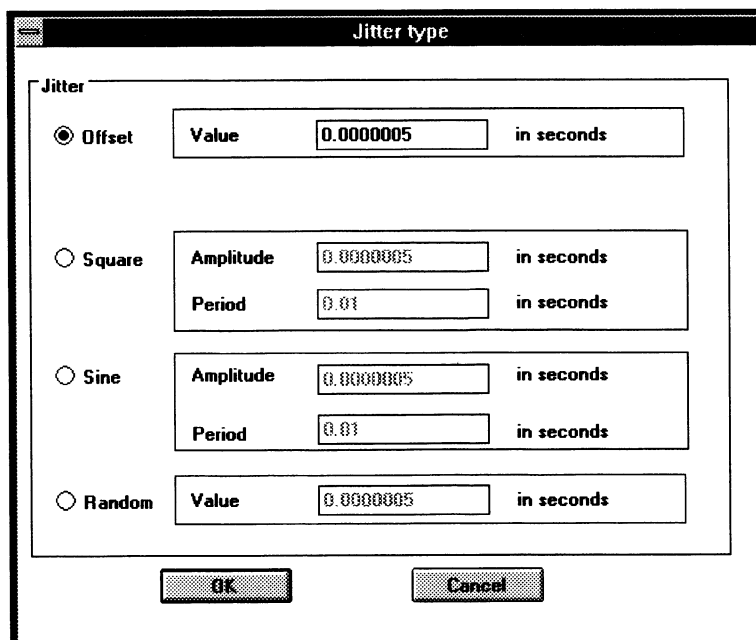 Jitter type
Jitter
Offset Value 0.0000005 in seconds
Square Amplitude 0.0000005 in seconds
Period 0.01 in seconds
Sine Amplitude 0.0000005 in seconds
Period 0.01 in seconds
Random Value 0.0000005 in seconds
OK Cancel